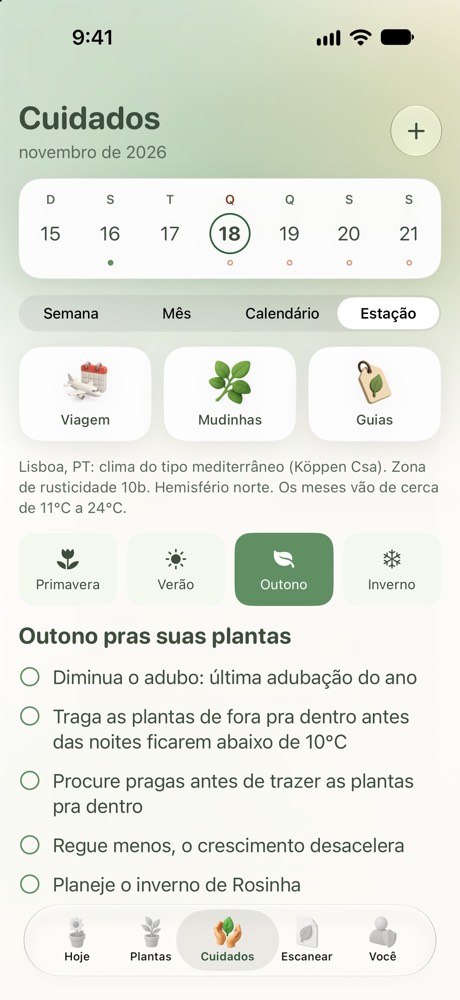 9:41
Cuidados
novembro de 2026
D S T Q Q S S
15 16 17 18 19 20 21
Semana Mês Calendário Estação
Viagem Mudinhas Guias
Lisboa, PT: clima do tipo mediterrâneo (Köppen Csa). Zona
de rusticidade 10b. Hemisfério norte. Os meses vão de cerca
de 11°C a 24°C.
Primavera Verão Outono Inverno
Outono pras suas plantas
Diminua o adubo: última adubação do ano
Traga as plantas de fora pra dentro antes
das noites ficarem abaixo de 10°C
Procure pragas antes de trazer as plantas
pra dentro
Regue menos, o crescimento desacelera
Planeje o inverno de Rosinha
Hoje Plantas Cuidados Escanear Você